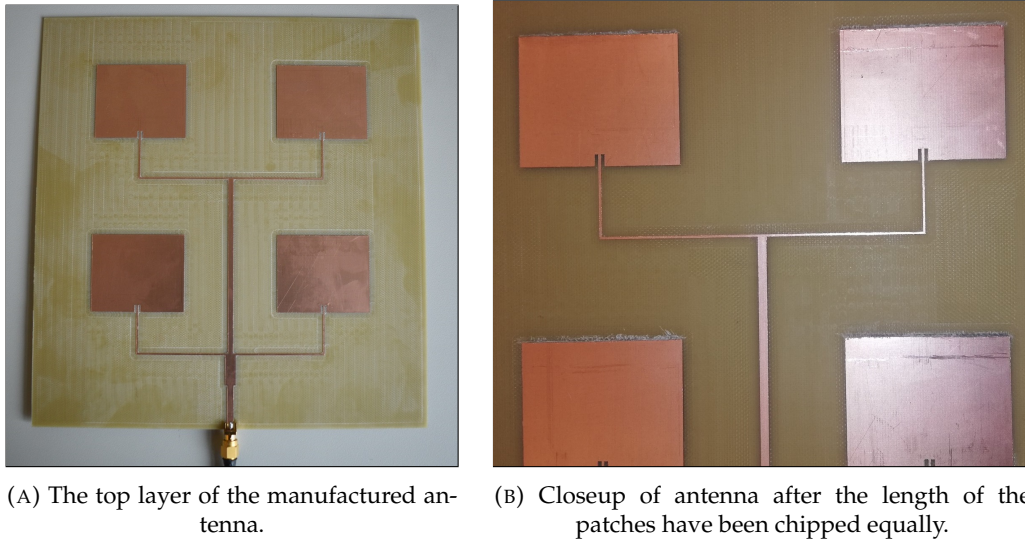 (A) The top layer of the manufactured an-
tenna.
(B) Closeup of antenna after the length of the
patches have been chipped equally.